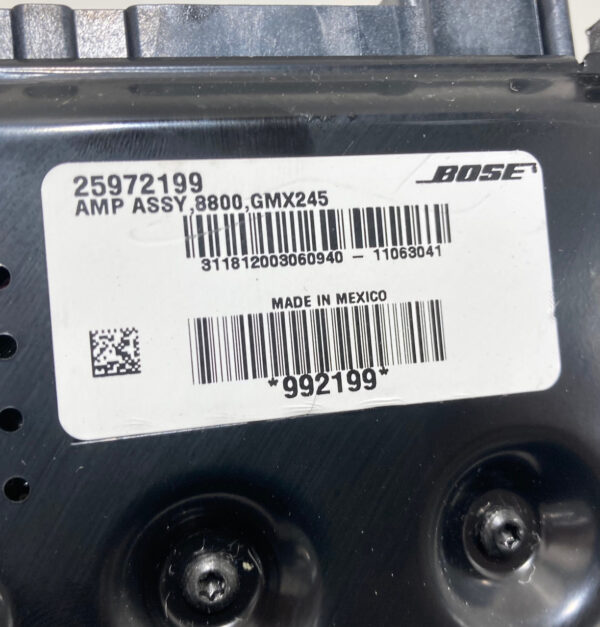 25972199
BOSE
AMP ASSY,8800,GMX245
311812003060940 - 11063041
MADE IN MEXICO
*992199*